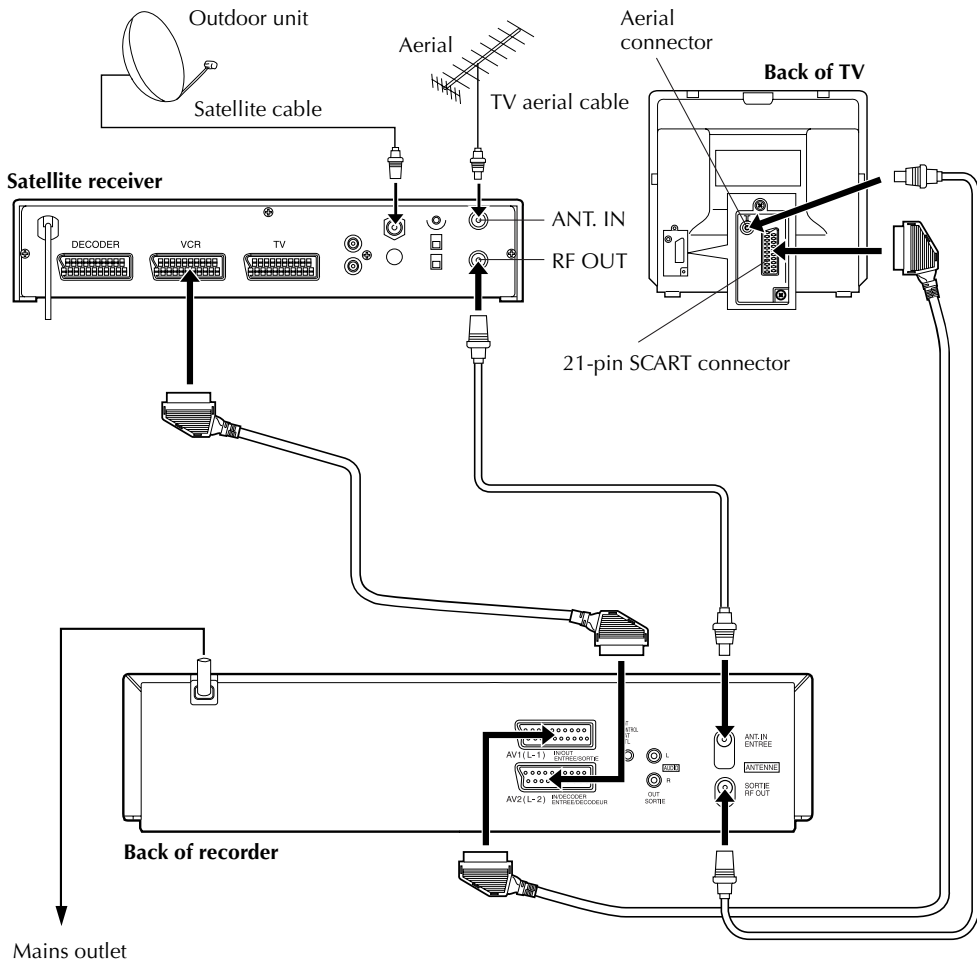 Outdoor unit
Aerial
Aerial
connector
Back of TV
Satellite cable
TV aerial cable
Satellite receiver
ANT. IN
DECODER
VCR
TV
RF OUT
21-pin SCART connector
AV1 (L-1)
IN/OUT
ENTREE/SORTIE
AV2 (L-2)
IN/DECODER
ENTREE/DECODEUR
L
AUDIO
R
OUT
SORTIE
ANT. IN
ENTREE
ANTENNE
SORTIE
RF OUT
Back of recorder
Mains outlet